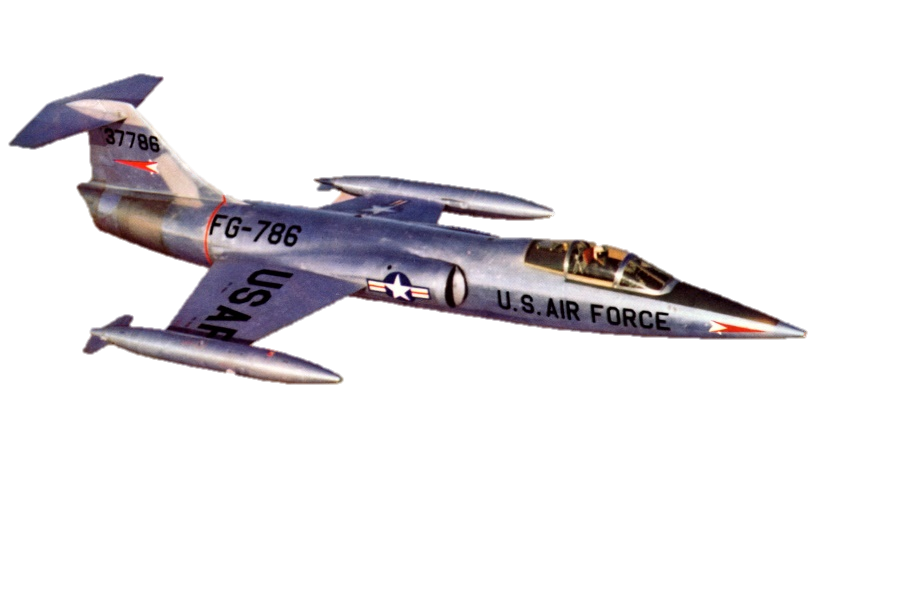 37786
FG-786
USAF
U.S. AIR FORCE